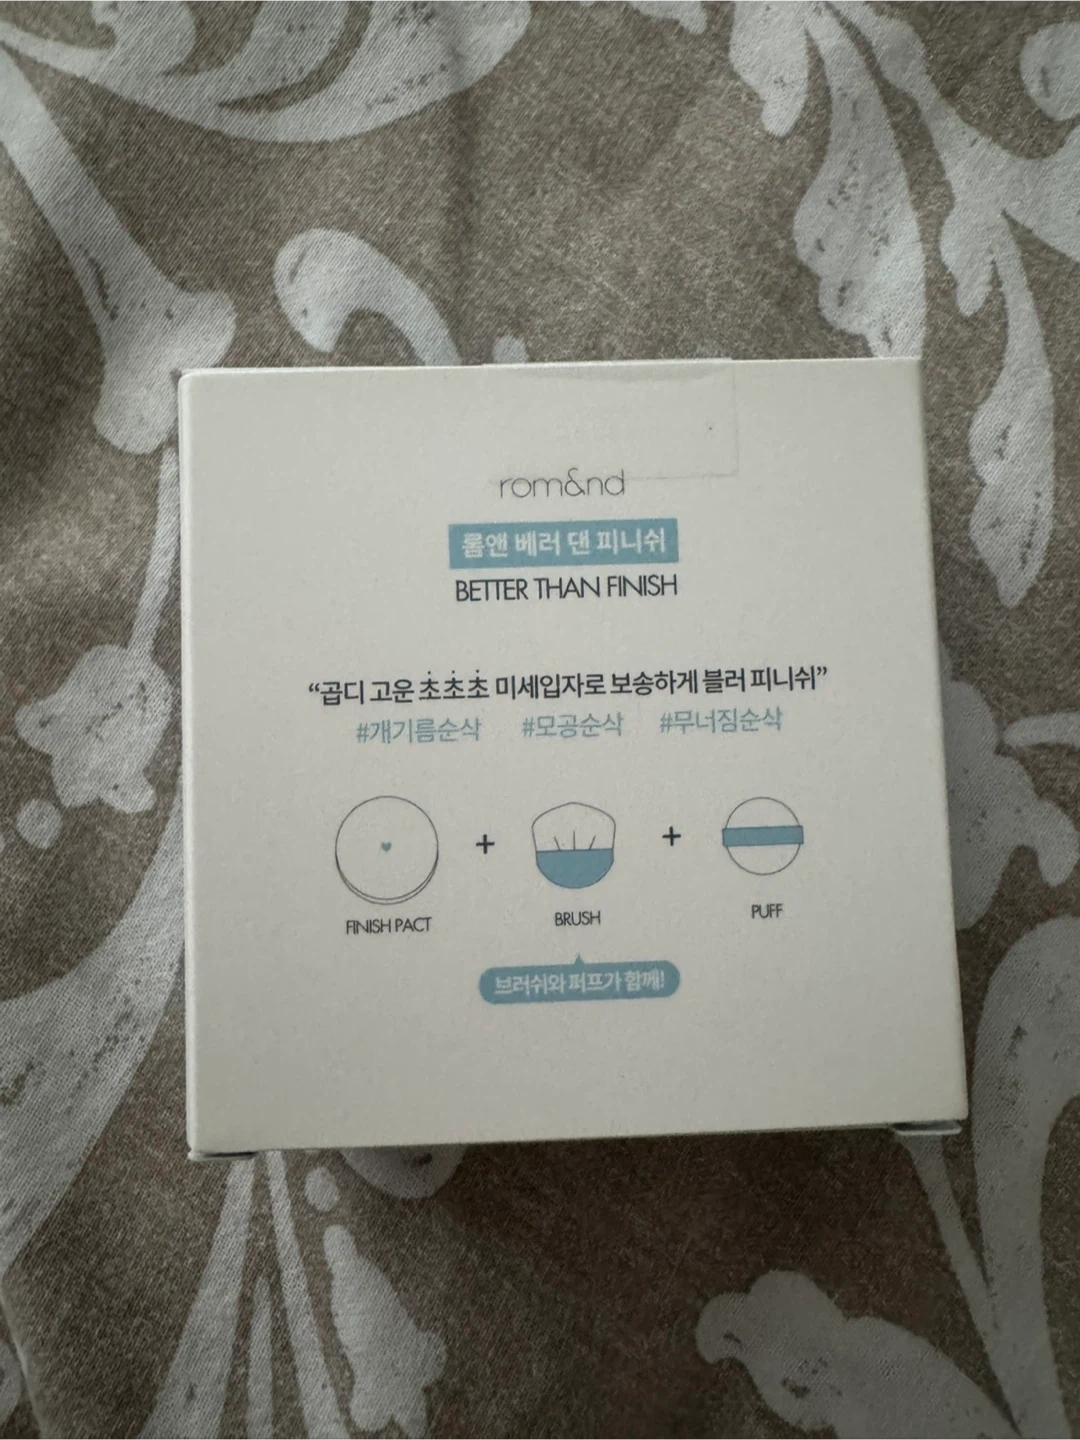 rom&nd
롬앤 베러 댄 피니쉬
BETTER THAN FINISH
“곱디 고운 초초초 미세입자로 보송하게 블러 피니쉬”
#개기름순삭 #모공순삭 #무너짐순삭
+ +
FINISH PACT BRUSH PUFF
브러쉬와 퍼프가 함께!